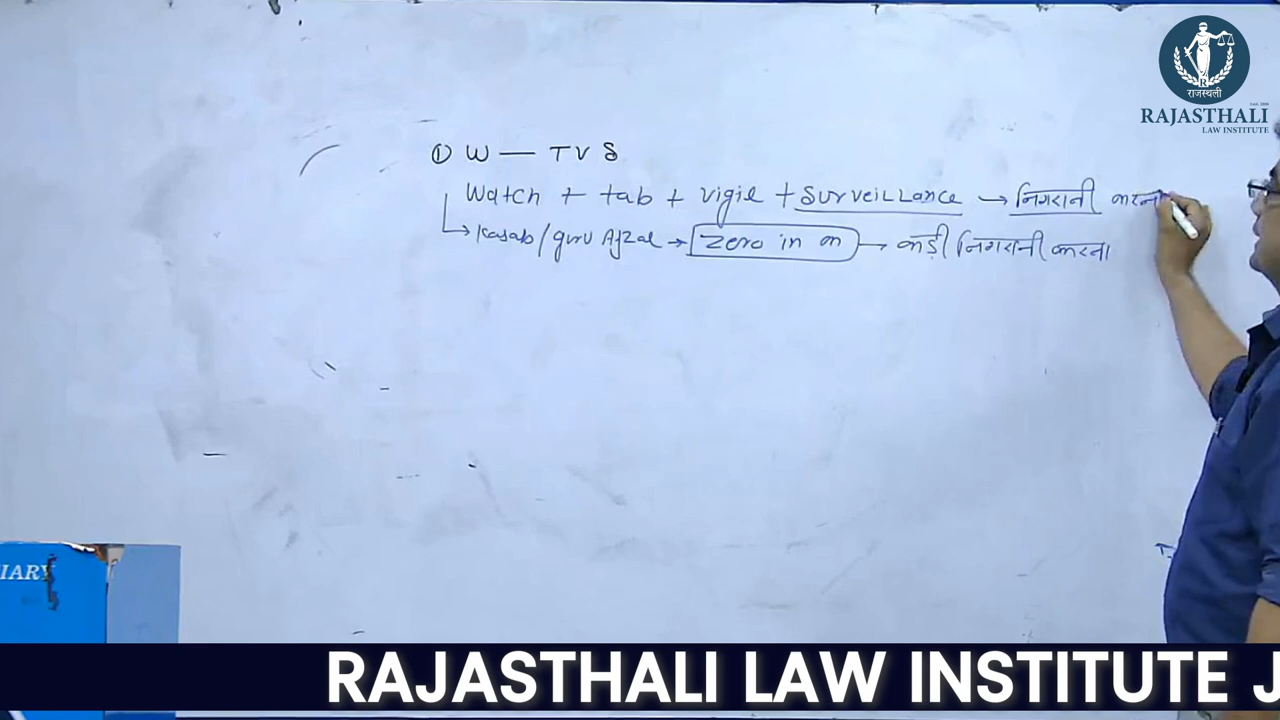 राजस्थली
RAJASTHALI
LAW INSTITUTE
① W — T V S
Watch + tab + vigil + Surveillance → निगरानी करना
↳ Kasab/guru Afzal → Zero in on → कड़ी निगरानी करना
IARY
RAJASTHALI LAW INSTITUTE J